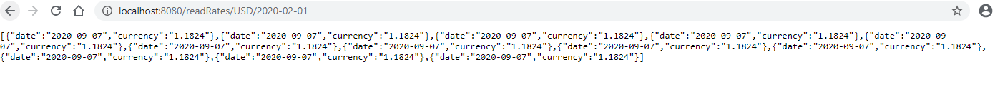 localhost:8080/readRates/USD/2020-02-01
[{"date":"2020-09-07","currency":"1.1824"},{"date":"2020-09-07","currency":"1.1824"},{"date":"2020-09-07","currency":"1.1824"},{"date":"2020-09-07","currency":"1.1824"},{"date":"2020-09-
07","currency":"1.1824"},{"date":"2020-09-07","currency":"1.1824"},{"date":"2020-09-07","currency":"1.1824"},{"date":"2020-09-07","currency":"1.1824"},{"date":"2020-09-07","currency":"1.1824"},
{"date":"2020-09-07","currency":"1.1824"},{"date":"2020-09-07","currency":"1.1824"},{"date":"2020-09-07","currency":"1.1824"}]